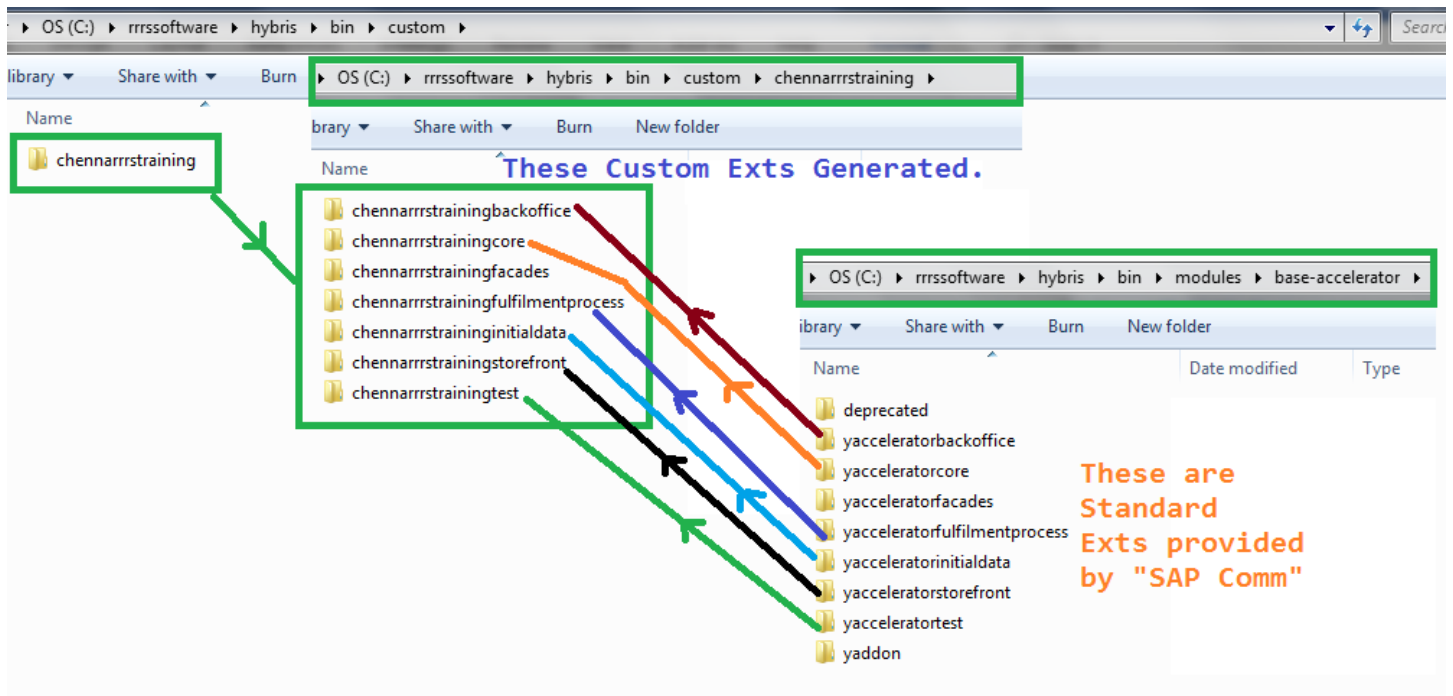 OS (C:) ▸ rrrssoftware ▸ hybris ▸ bin ▸ custom ▸
Searc
library Share with Burn
OS (C:) ▸ rrrssoftware ▸ hybris ▸ bin ▸ custom ▸ chennarrrstraining ▸
brary Share with Burn New folder
Name
chennarrrstraining
Name
These Custom Exts Generated.
chennarrrstrainingbackoffice
chennarrrstrainingcore
chennarrrstrainingfacades
chennarrrstrainingfulfilmentprocess
chennarrrstraininginitialdata
chennarrrstrainingstorefront
chennarrrstrainingtest
OS (C:) ▸ rrrssoftware ▸ hybris ▸ bin ▸ modules ▸ base-accelerator ▸
ibrary Share with Burn New folder
Name Date modified Type
deprecated
yacceleratorbackoffice
yacceleratorcore
yacceleratorfacades
yacceleratorfulfilmentprocess
yacceleratorinitialdata
yacceleratorstorefront
yacceleratortest
yaddon
These are
Standard
Exts provided
by "SAP Comm"